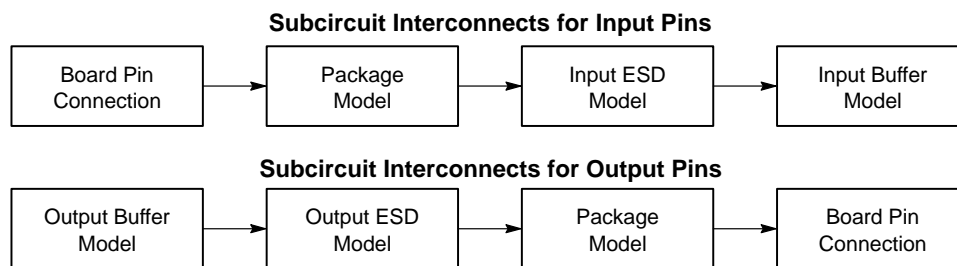 Subcircuit Interconnects for Input Pins
Board Pin
Connection
Package
Model
Input ESD
Model
Input Buffer
Model
Subcircuit Interconnects for Output Pins
Output Buffer
Model
Output ESD
Model
Package
Model
Board Pin
Connection